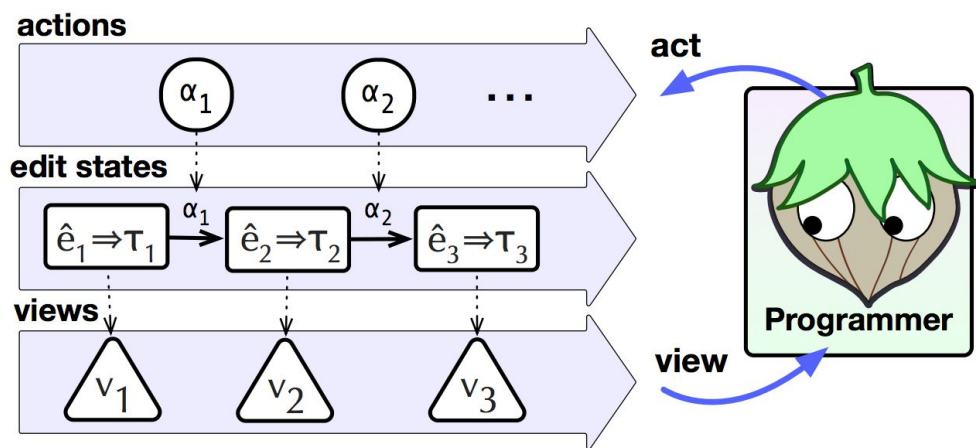 actions
act
α1
α2
...
edit states
α1
α2
ê1⇒τ1
ê2⇒τ2
ê3⇒τ3
views
v1
v2
v3
view
Programmer